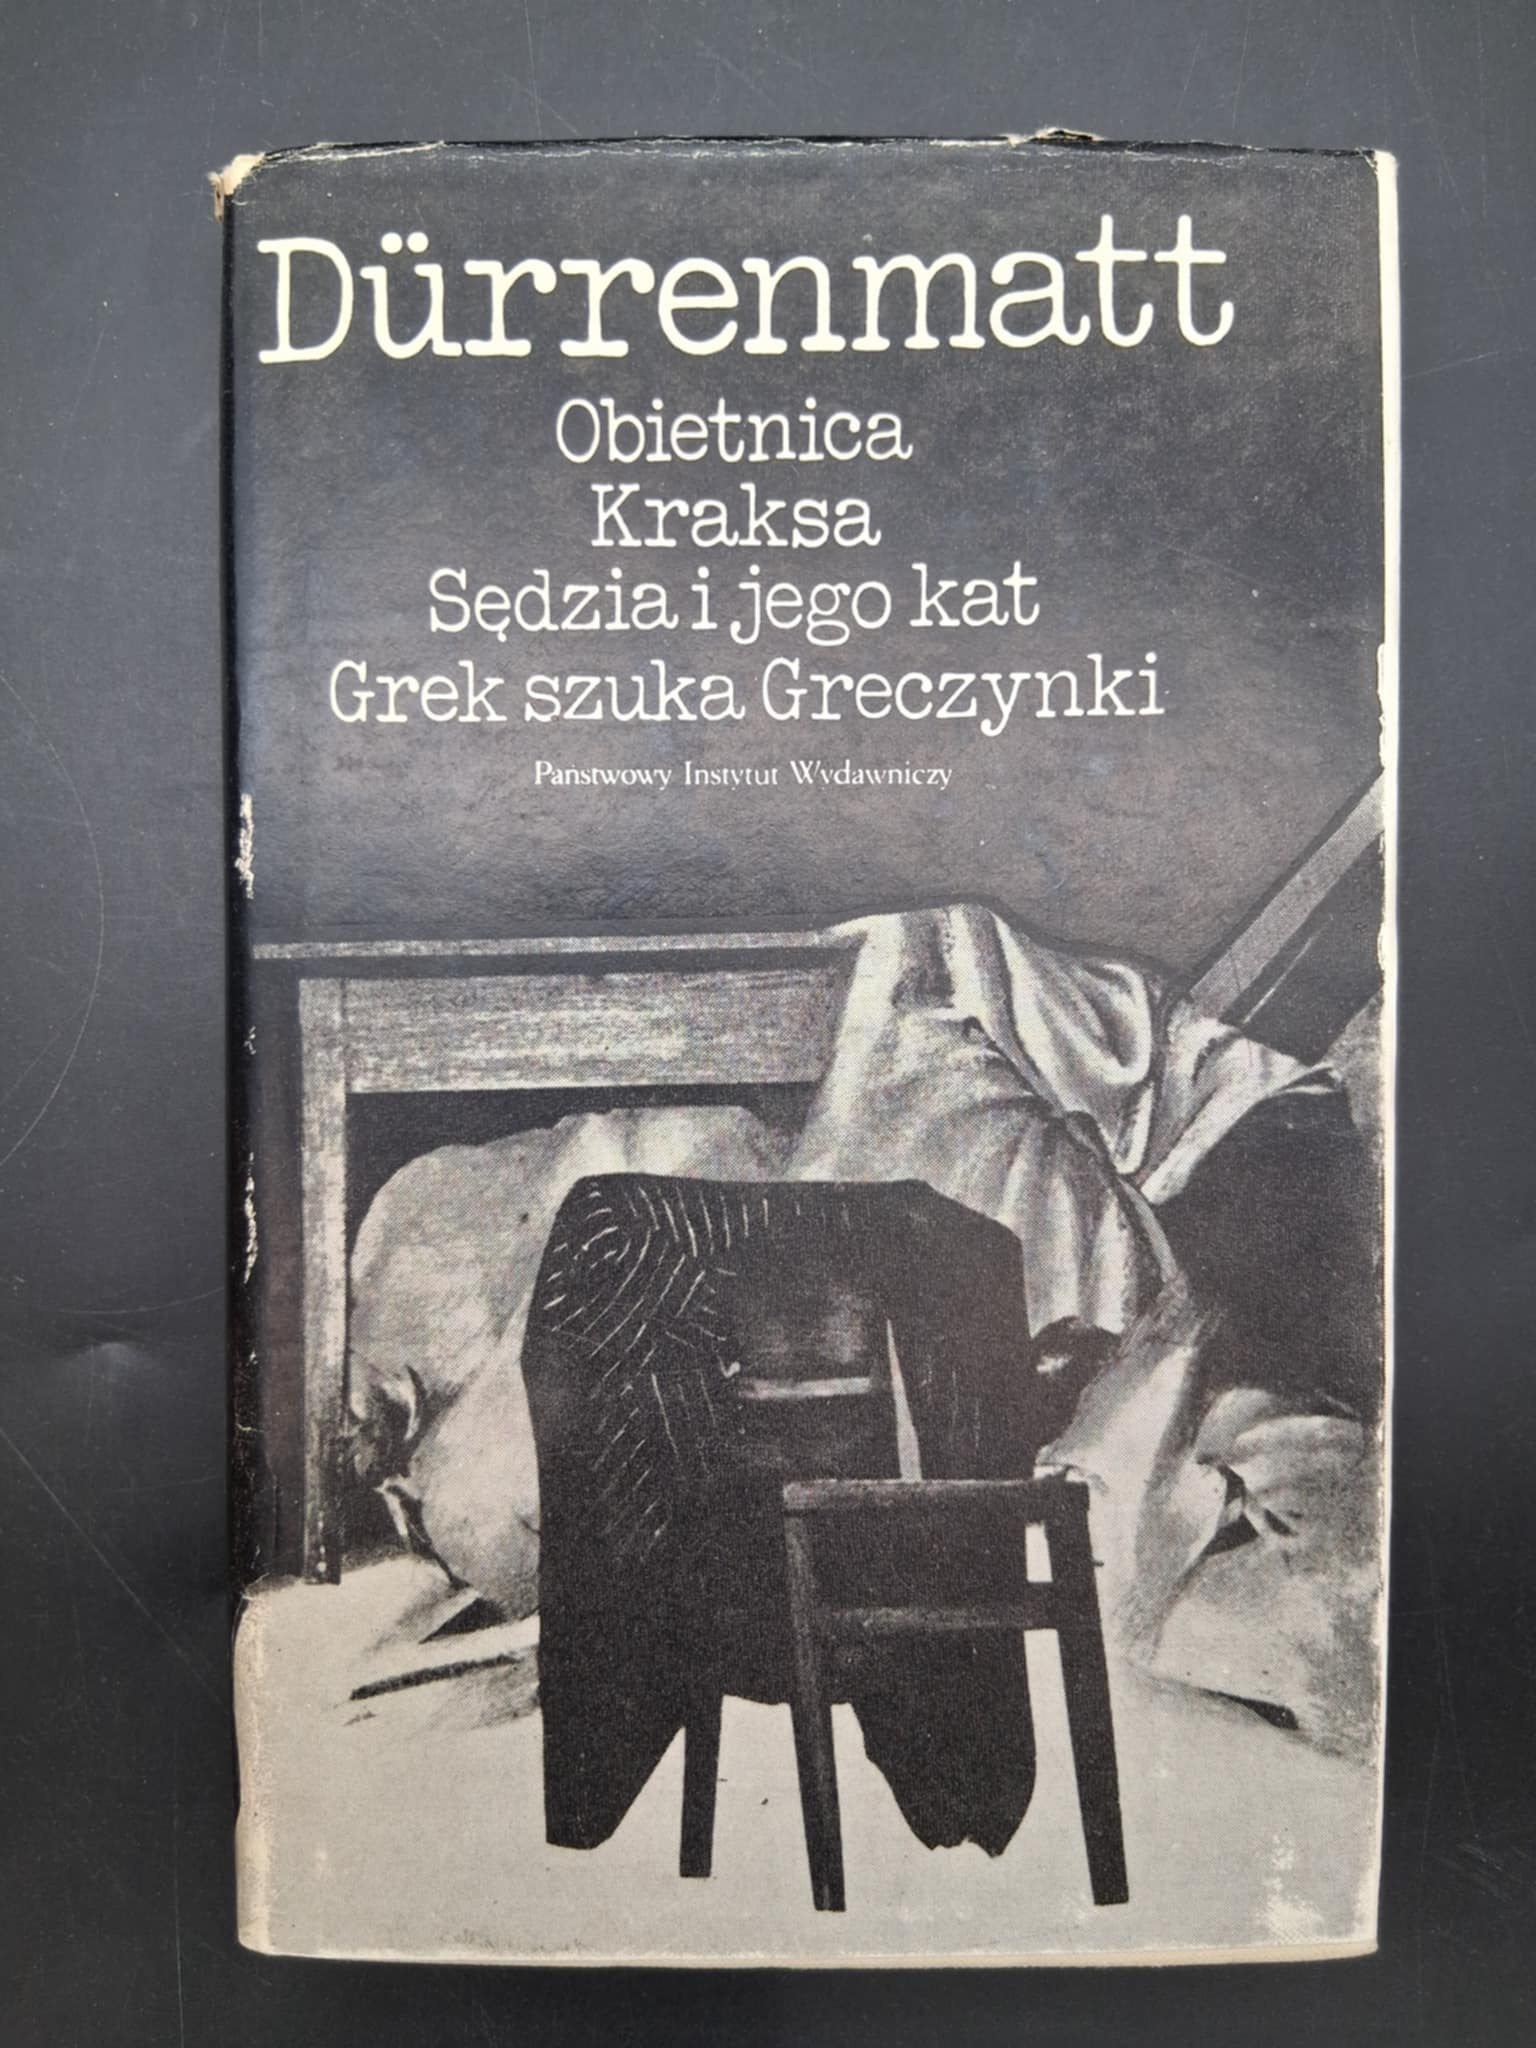 Dürrenmatt
Obietnica
Kraksa
Sędzia i jego kat
Grek szuka Greczynki
Państwowy Instytut Wydawniczy